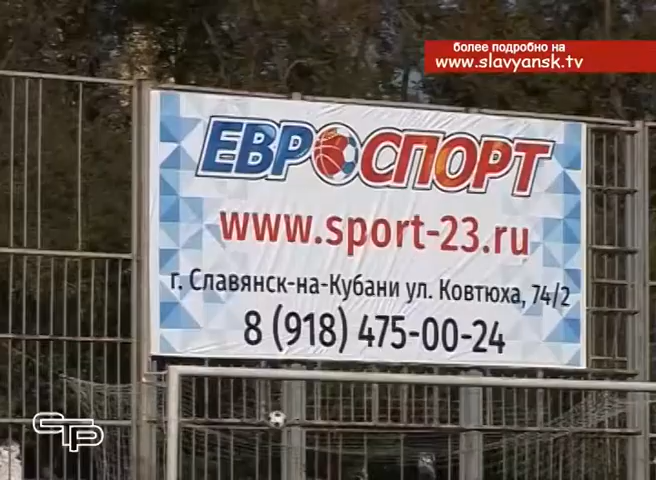 более подробно на
www.slavyansk.tv
ЕВРОСПОРТ
www.sport-23.ru
г. Славянск-на-Кубани ул. Ковтюха, 74/2
8 (918) 475-00-24
СТР